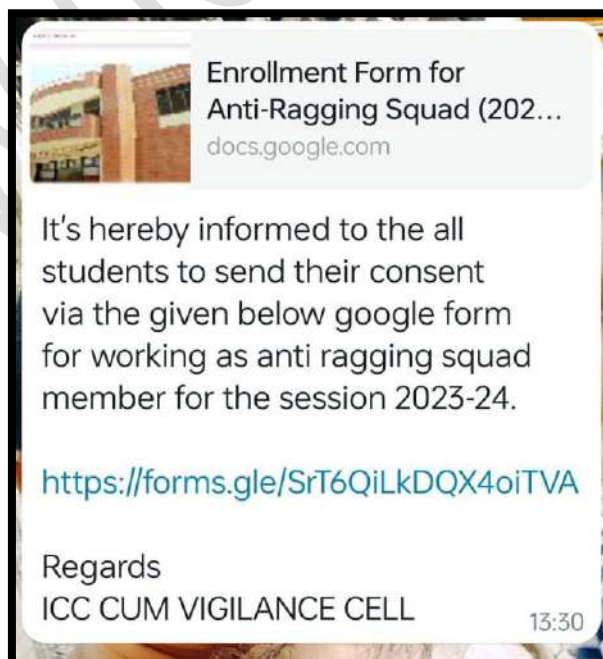 Enrollment Form for
Anti-Ragging Squad (202...
docs.google.com
It's hereby informed to the all
students to send their consent
via the given below google form
for working as anti ragging squad
member for the session 2023-24.
https://forms.gle/SrT6QiLkDQX4oiTVA
Regards
ICC CUM VIGILANCE CELL
13:30